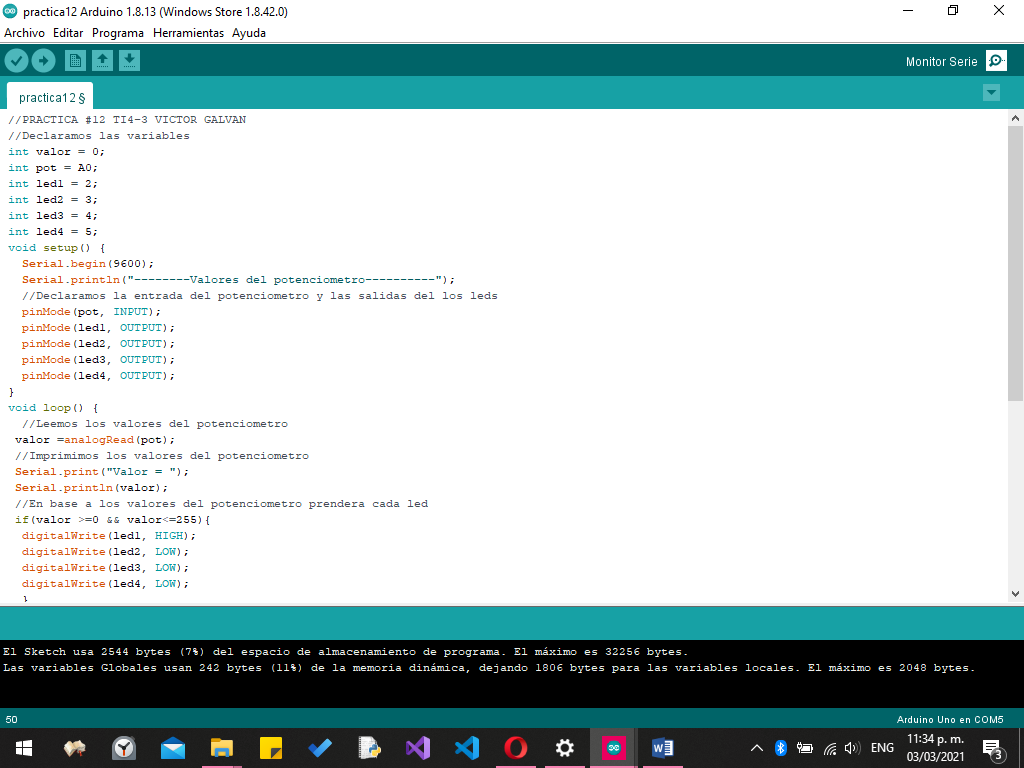 practica12 Arduino 1.8.13 (Windows Store 1.8.42.0)
Archivo Editar Programa Herramientas Ayuda
Monitor Serie
practica12 §
//PRACTICA #12 TI4-3 VICTOR GALVAN
//Declaramos las variables
int valor = 0;
int pot = A0;
int led1 = 2;
int led2 = 3;
int led3 = 4;
int led4 = 5;
void setup() {
  Serial.begin(9600);
  Serial.println("--------Valores del potenciometro----------");
  //Declaramos la entrada del potenciometro y las salidas del los leds
  pinMode(pot, INPUT);
  pinMode(led1, OUTPUT);
  pinMode(led2, OUTPUT);
  pinMode(led3, OUTPUT);
  pinMode(led4, OUTPUT);
}
void loop() {
  //Leemos los valores del potenciometro
 valor =analogRead(pot);
 //Imprimimos los valores del potenciometro
 Serial.print("Valor = ");
 Serial.println(valor);
 //En base a los valores del potenciometro prendera cada led
 if(valor >=0 && valor<=255){
  digitalWrite(led1, HIGH);
  digitalWrite(led2, LOW);
  digitalWrite(led3, LOW);
  digitalWrite(led4, LOW);
  }
El Sketch usa 2544 bytes (7%) del espacio de almacenamiento de programa. El máximo es 32256 bytes.
Las variables Globales usan 242 bytes (11%) de la memoria dinámica, dejando 1806 bytes para las variables locales. El máximo es 2048 bytes.
50
Arduino Uno en COM5
ENG
11:34 p. m.
03/03/2021
3